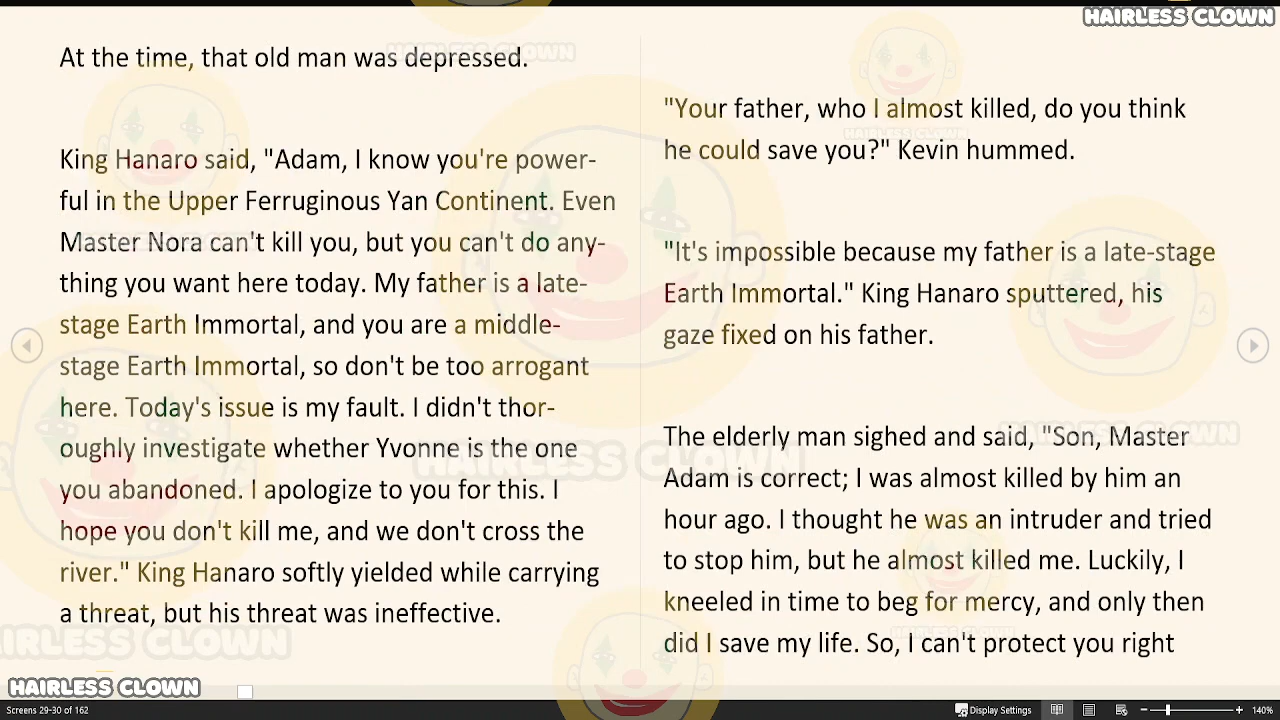 HAIRLESS CLOWN
At the time, that old man was depressed.
King Hanaro said, "Adam, I know you're power-
ful in the Upper Ferruginous Yan Continent. Even
Master Nora can't kill you, but you can't do any-
thing you want here today. My father is a late-
stage Earth Immortal, and you are a middle-
stage Earth Immortal, so don't be too arrogant
here. Today's issue is my fault. I didn't thor-
oughly investigate whether Yvonne is the one
you abandoned. I apologize to you for this. I
hope you don't kill me, and we don't cross the
river." King Hanaro softly yielded while carrying
a threat, but his threat was ineffective.
"Your father, who I almost killed, do you think
he could save you?" Kevin hummed.
"It's impossible because my father is a late-stage
Earth Immortal." King Hanaro sputtered, his
gaze fixed on his father.
The elderly man sighed and said, "Son, Master
Adam is correct; I was almost killed by him an
hour ago. I thought he was an intruder and tried
to stop him, but he almost killed me. Luckily, I
kneeled in time to beg for mercy, and only then
did I save my life. So, I can't protect you right
HAIRLESS CLOWN
HAIRLESS CLOWN
HAIRLESS CLOWN
HAIRLESS CLOWN
HAIRLESS CLOWN
Screens 29-30 of 162
Display Settings
140%